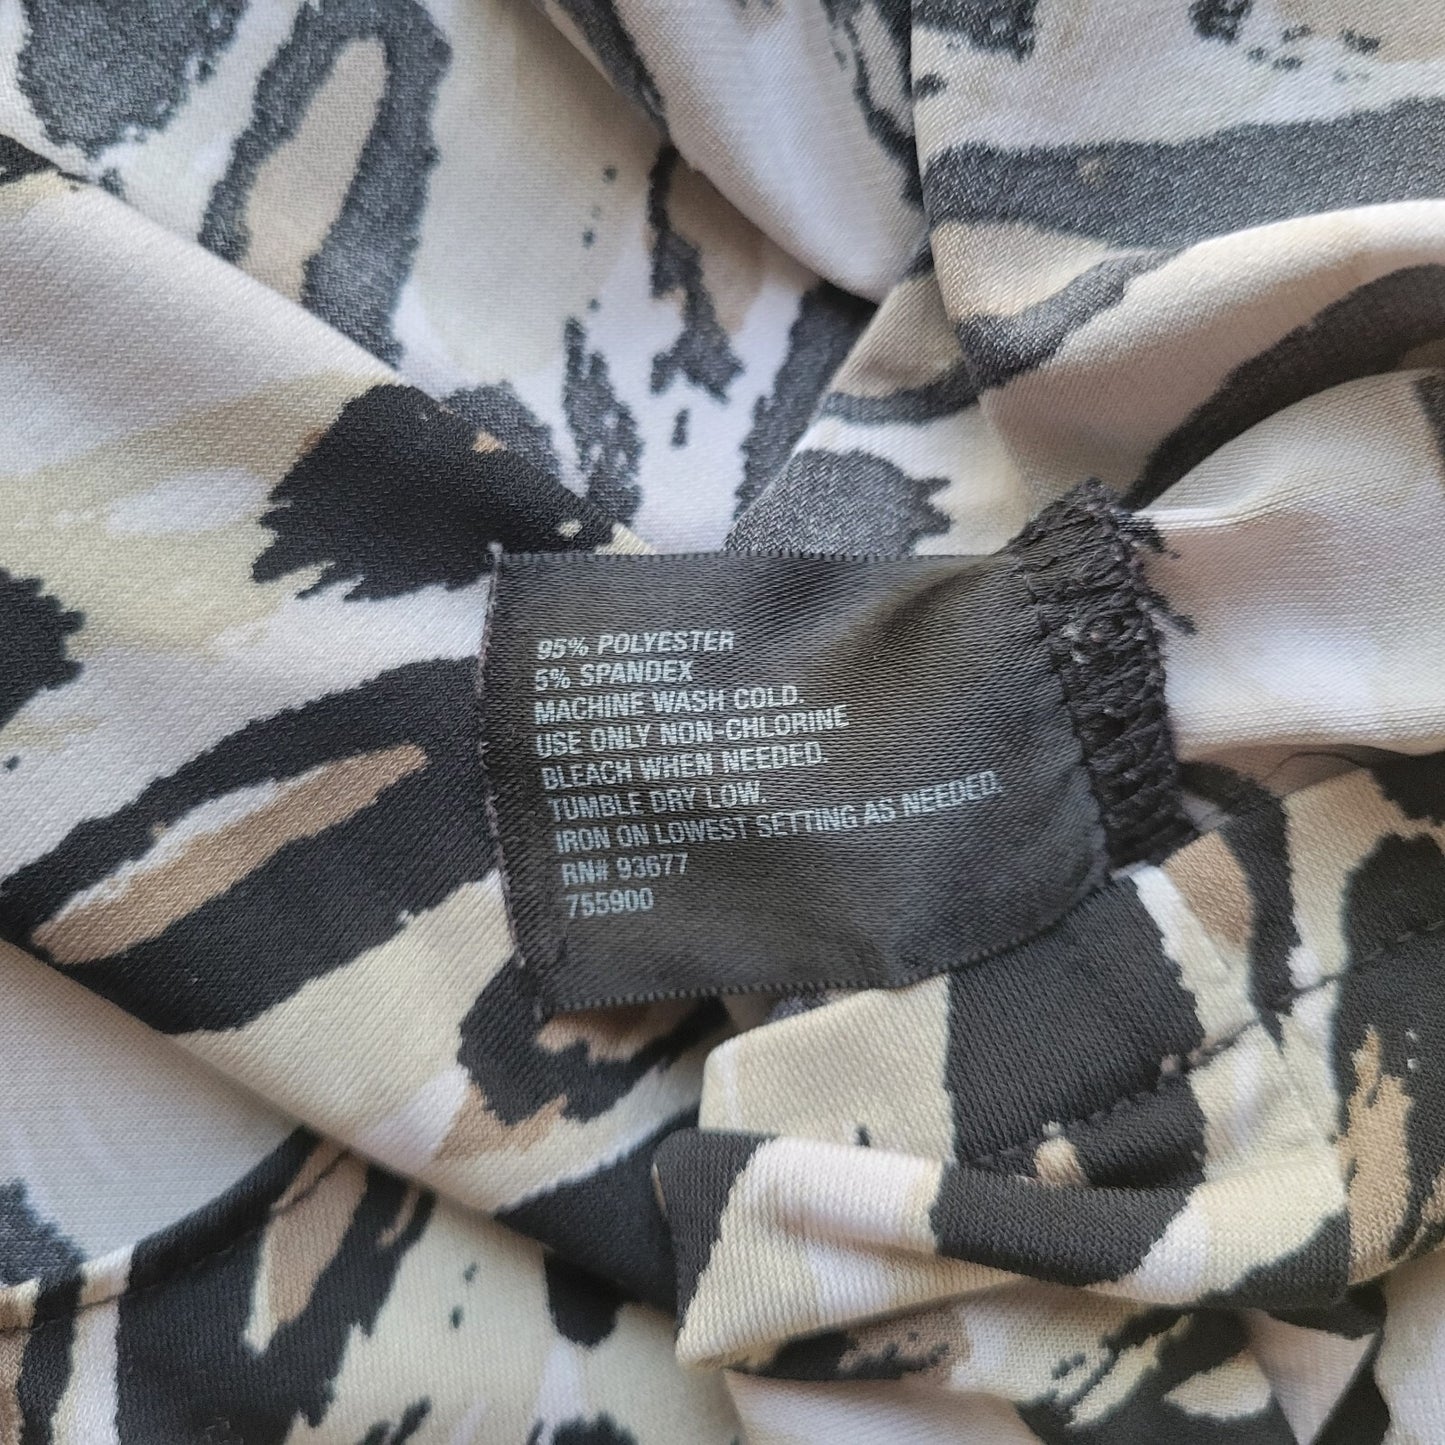 95% POLYESTER
5% SPANDEX
MACHINE WASH COLD.
USE ONLY NON-CHLORINE
BLEACH WHEN NEEDED.
TUMBLE DRY LOW.
IRON ON LOWEST SETTING AS NEEDED.
RN# 93677
755900